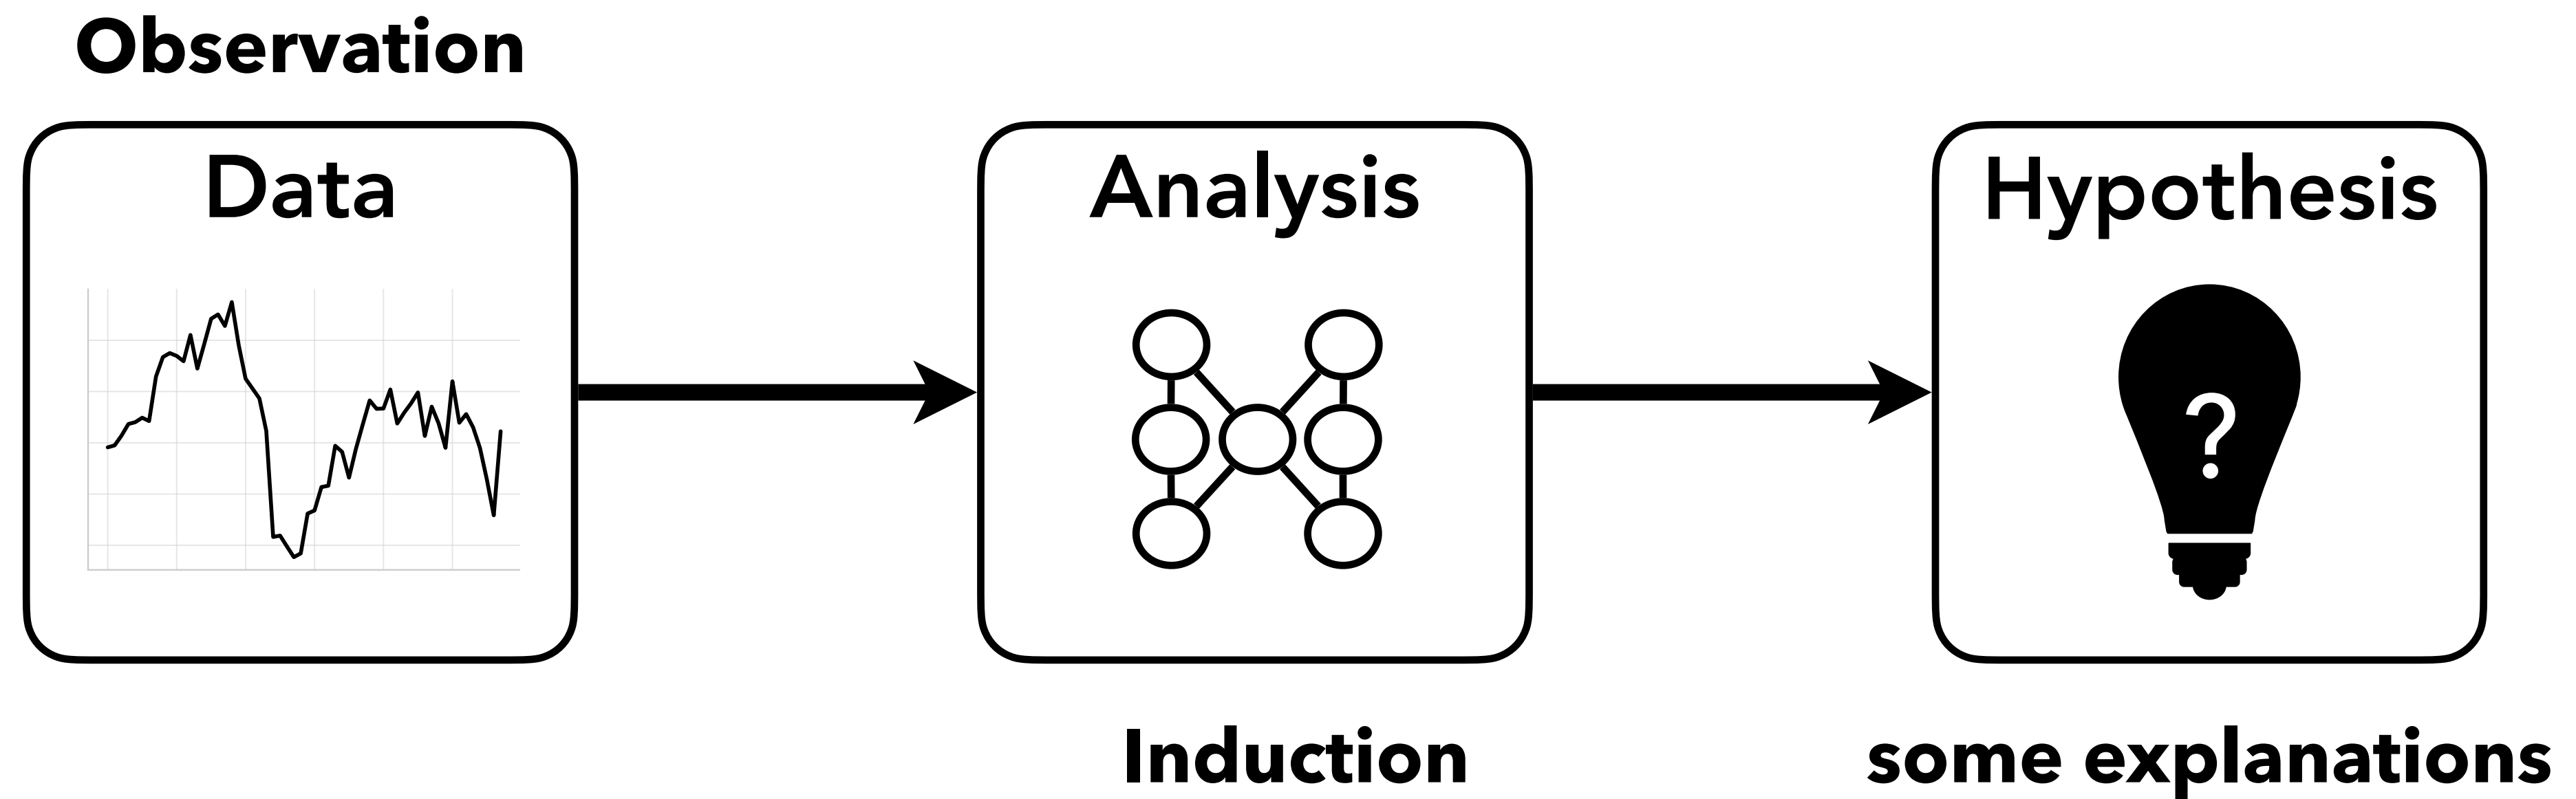 Observation
Data
Analysis
Hypothesis
?
Induction
some explanations